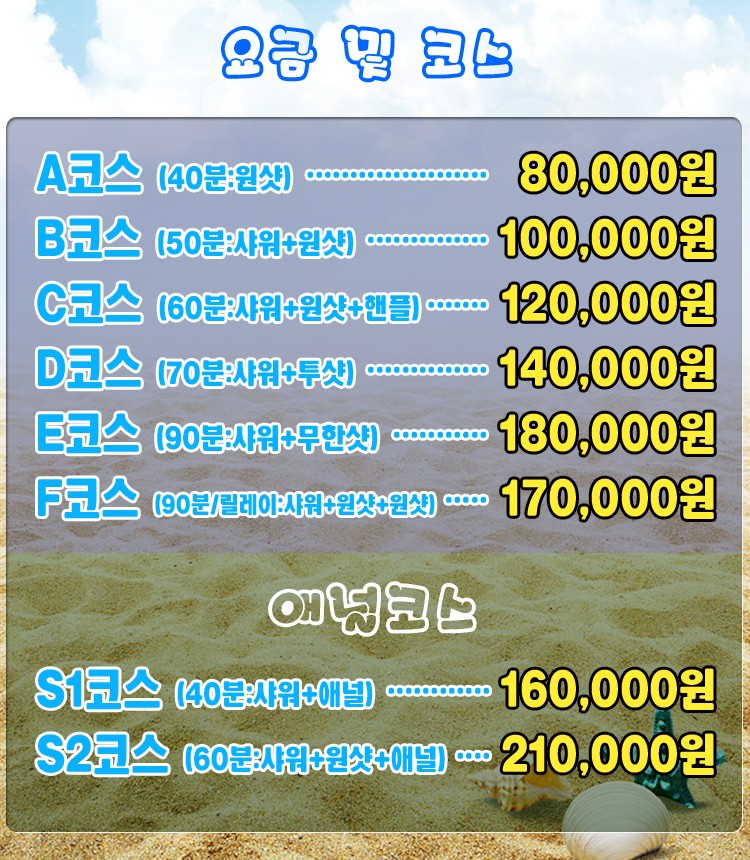 요금 및 코스
A코스 (40분:원샷) ······················ 80,000원
B코스 (50분:샤워+원샷) ··············· 100,000원
C코스 (60분:샤워+원샷+핸플) ······· 120,000원
D코스 (70분:샤워+투샷) ··············· 140,000원
E코스 (90분:샤워+무한샷) ············ 180,000원
F코스 (90분/릴레이:샤워+원샷+원샷) ····· 170,000원
애널코스
S1코스 (40분:샤워+애널) ············· 160,000원
S2코스 (60분:샤워+원샷+애널) ···· 210,000원